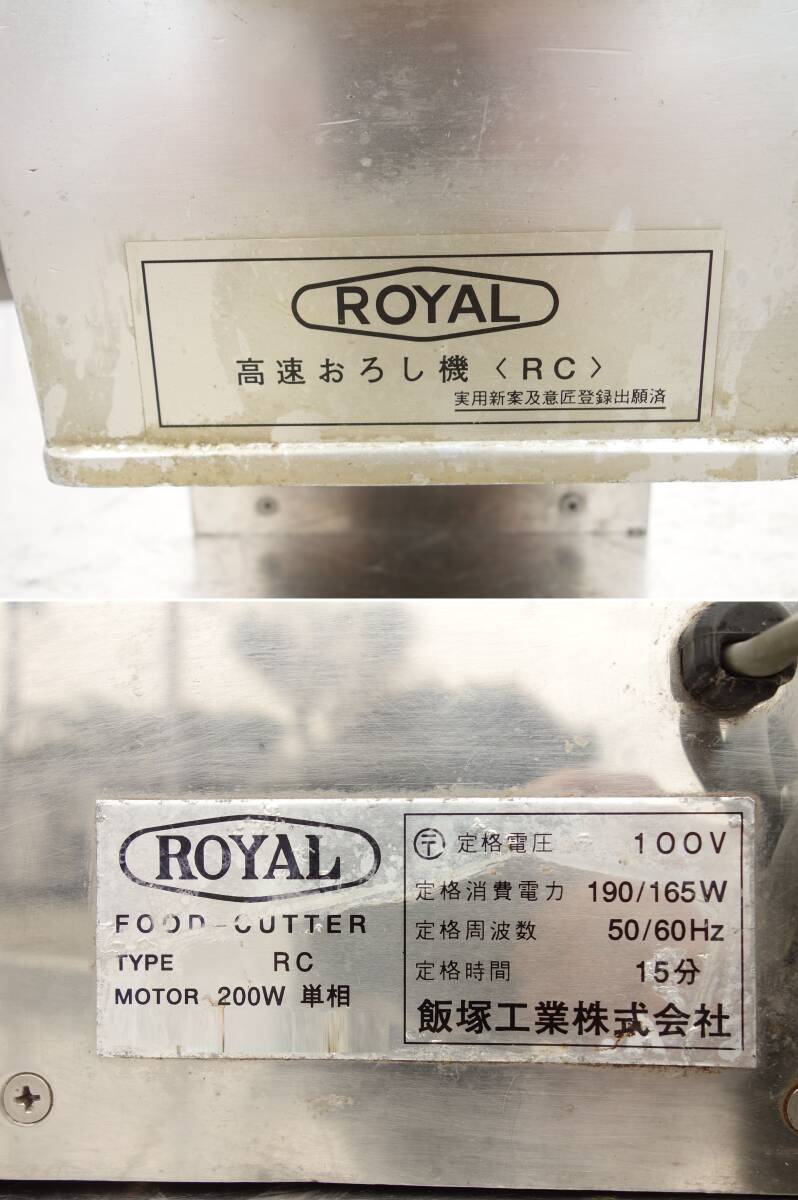 ROYAL
高速おろし機〈RC〉
実用新案及意匠登録出願済
ROYAL
FOOD-CUTTER
TYPE RC
MOTOR 200W 単相
〒 定格電圧 100V
定格消費電力 190/165W
定格周波数 50/60Hz
定格時間 15分
飯塚工業株式会社